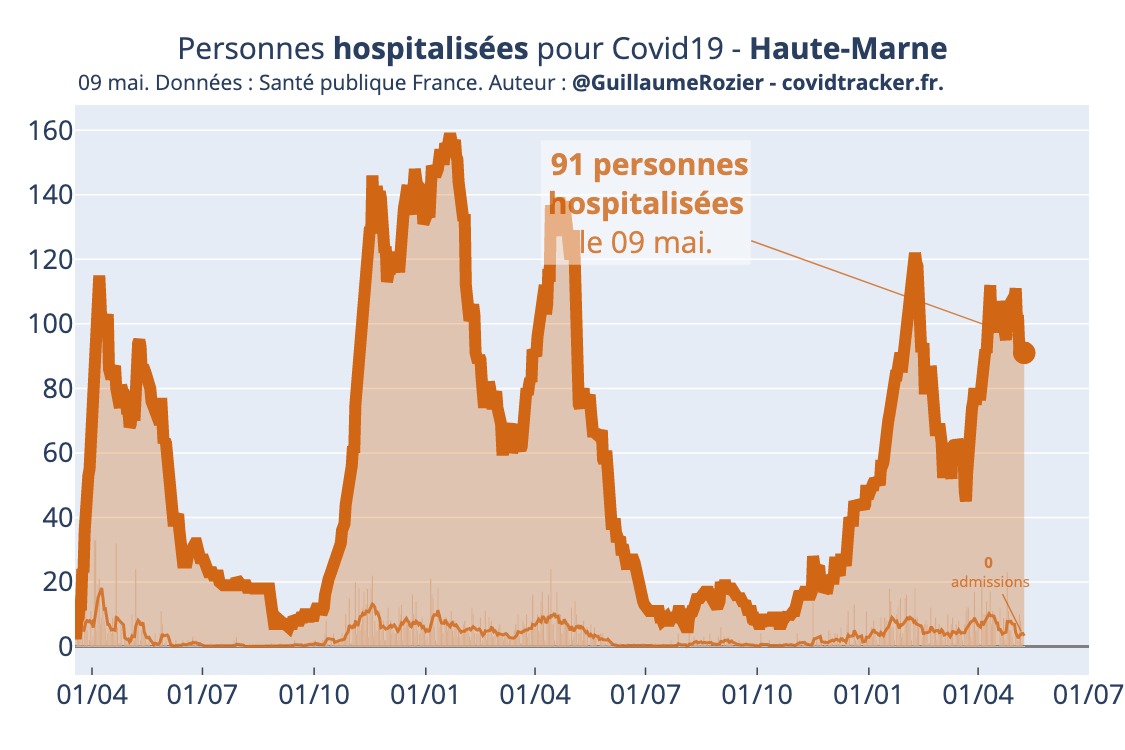 Personnes hospitalisées pour Covid19 - Haute-Marne
09 mai. Données : Santé publique France. Auteur : @GuillaumeRozier - covidtracker.fr.
160
140
120
100
80
60
40
20
0
91 personnes
hospitalisées
le 09 mai.
0
admissions
01/04 01/07 01/10 01/01 01/04 01/07 01/10 01/01 01/04 01/07